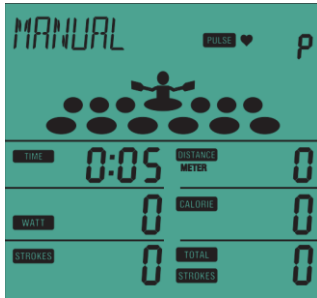 MANUAL PULSE P
TIME 0:05 DISTANCE METER 0
WATT 0 CALORIE 0
STROKES 0 TOTAL STROKES 0